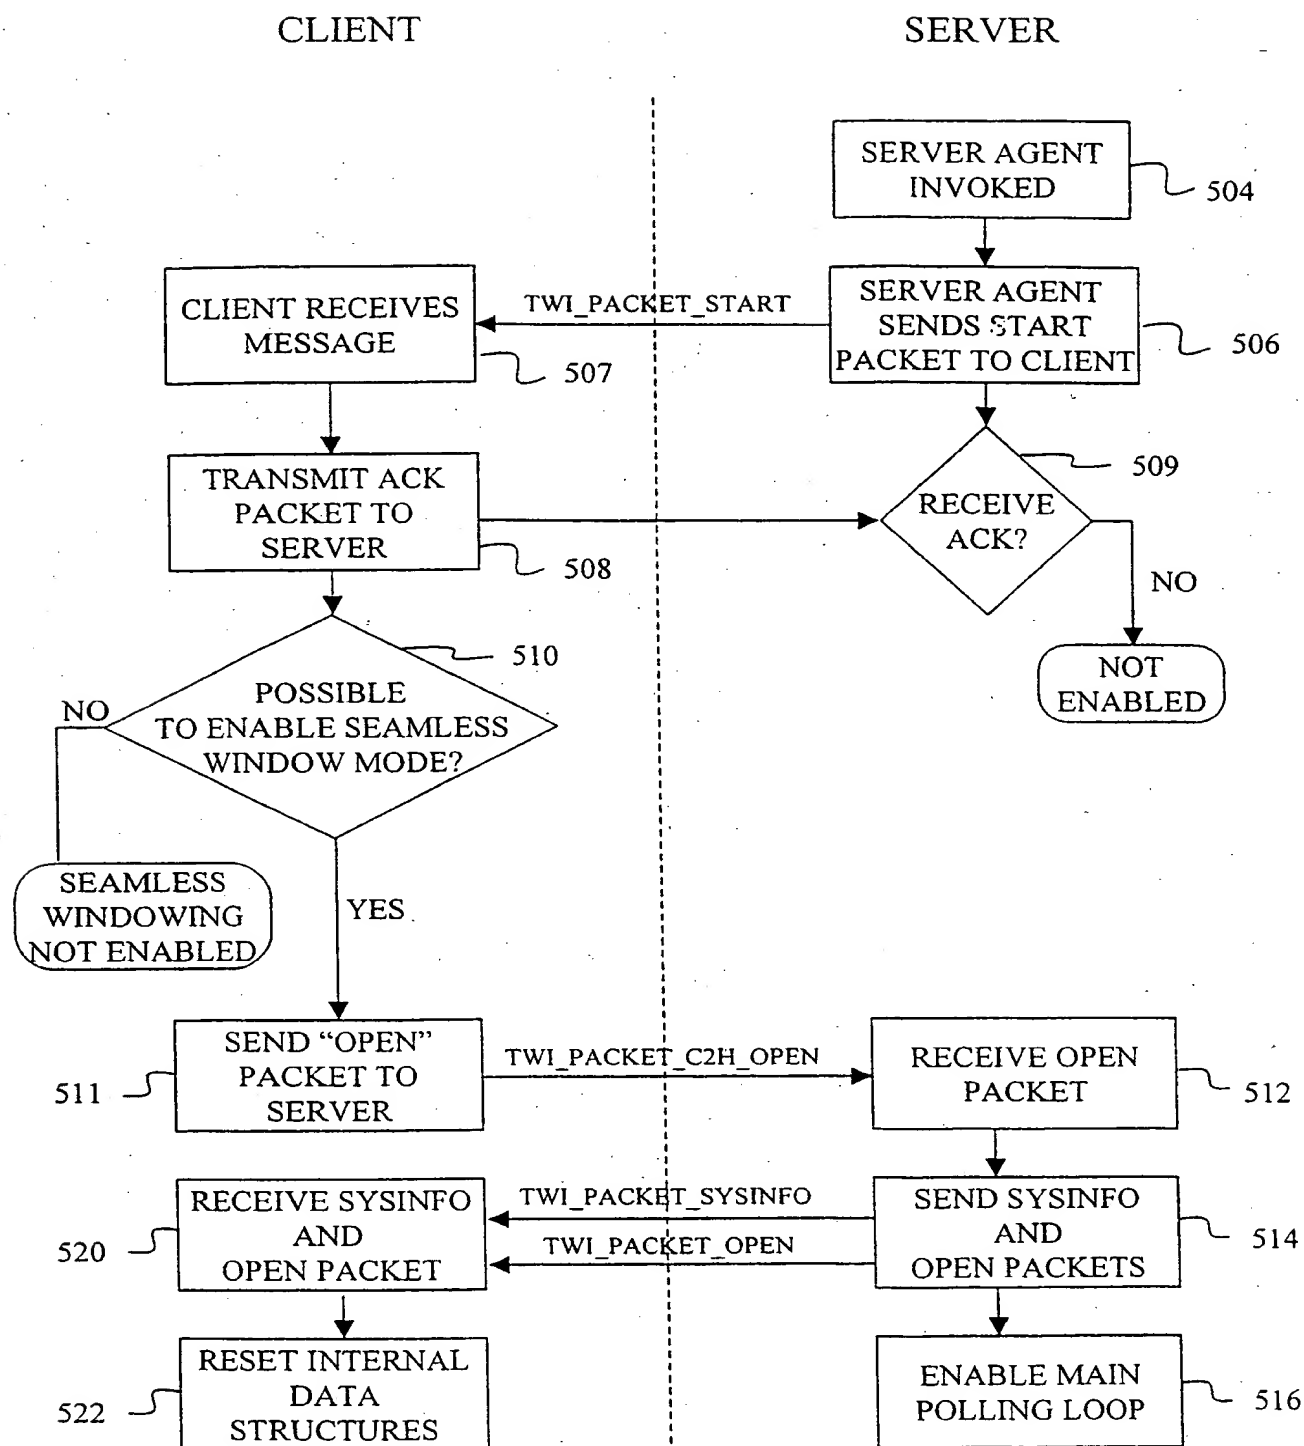 CLIENT
SERVER
SERVER AGENT
INVOKED
504
CLIENT RECEIVES
MESSAGE
507
TWI_PACKET_START
SERVER AGENT
SENDS START
PACKET TO CLIENT
506
TRANSMIT ACK
PACKET TO
SERVER
508
RECEIVE
ACK?
509
NO
NOT
ENABLED
510
POSSIBLE
TO ENABLE SEAMLESS
WINDOW MODE?
NO
SEAMLESS
WINDOWING
NOT ENABLED
YES
SEND “OPEN”
PACKET TO
SERVER
511
TWI_PACKET_C2H_OPEN
RECEIVE OPEN
PACKET
512
RECEIVE SYSINFO
AND
OPEN PACKET
520
TWI_PACKET_SYSINFO
TWI_PACKET_OPEN
SEND SYSINFO
AND
OPEN PACKETS
514
RESET INTERNAL
DATA
STRUCTURES
522
ENABLE MAIN
POLLING LOOP
516